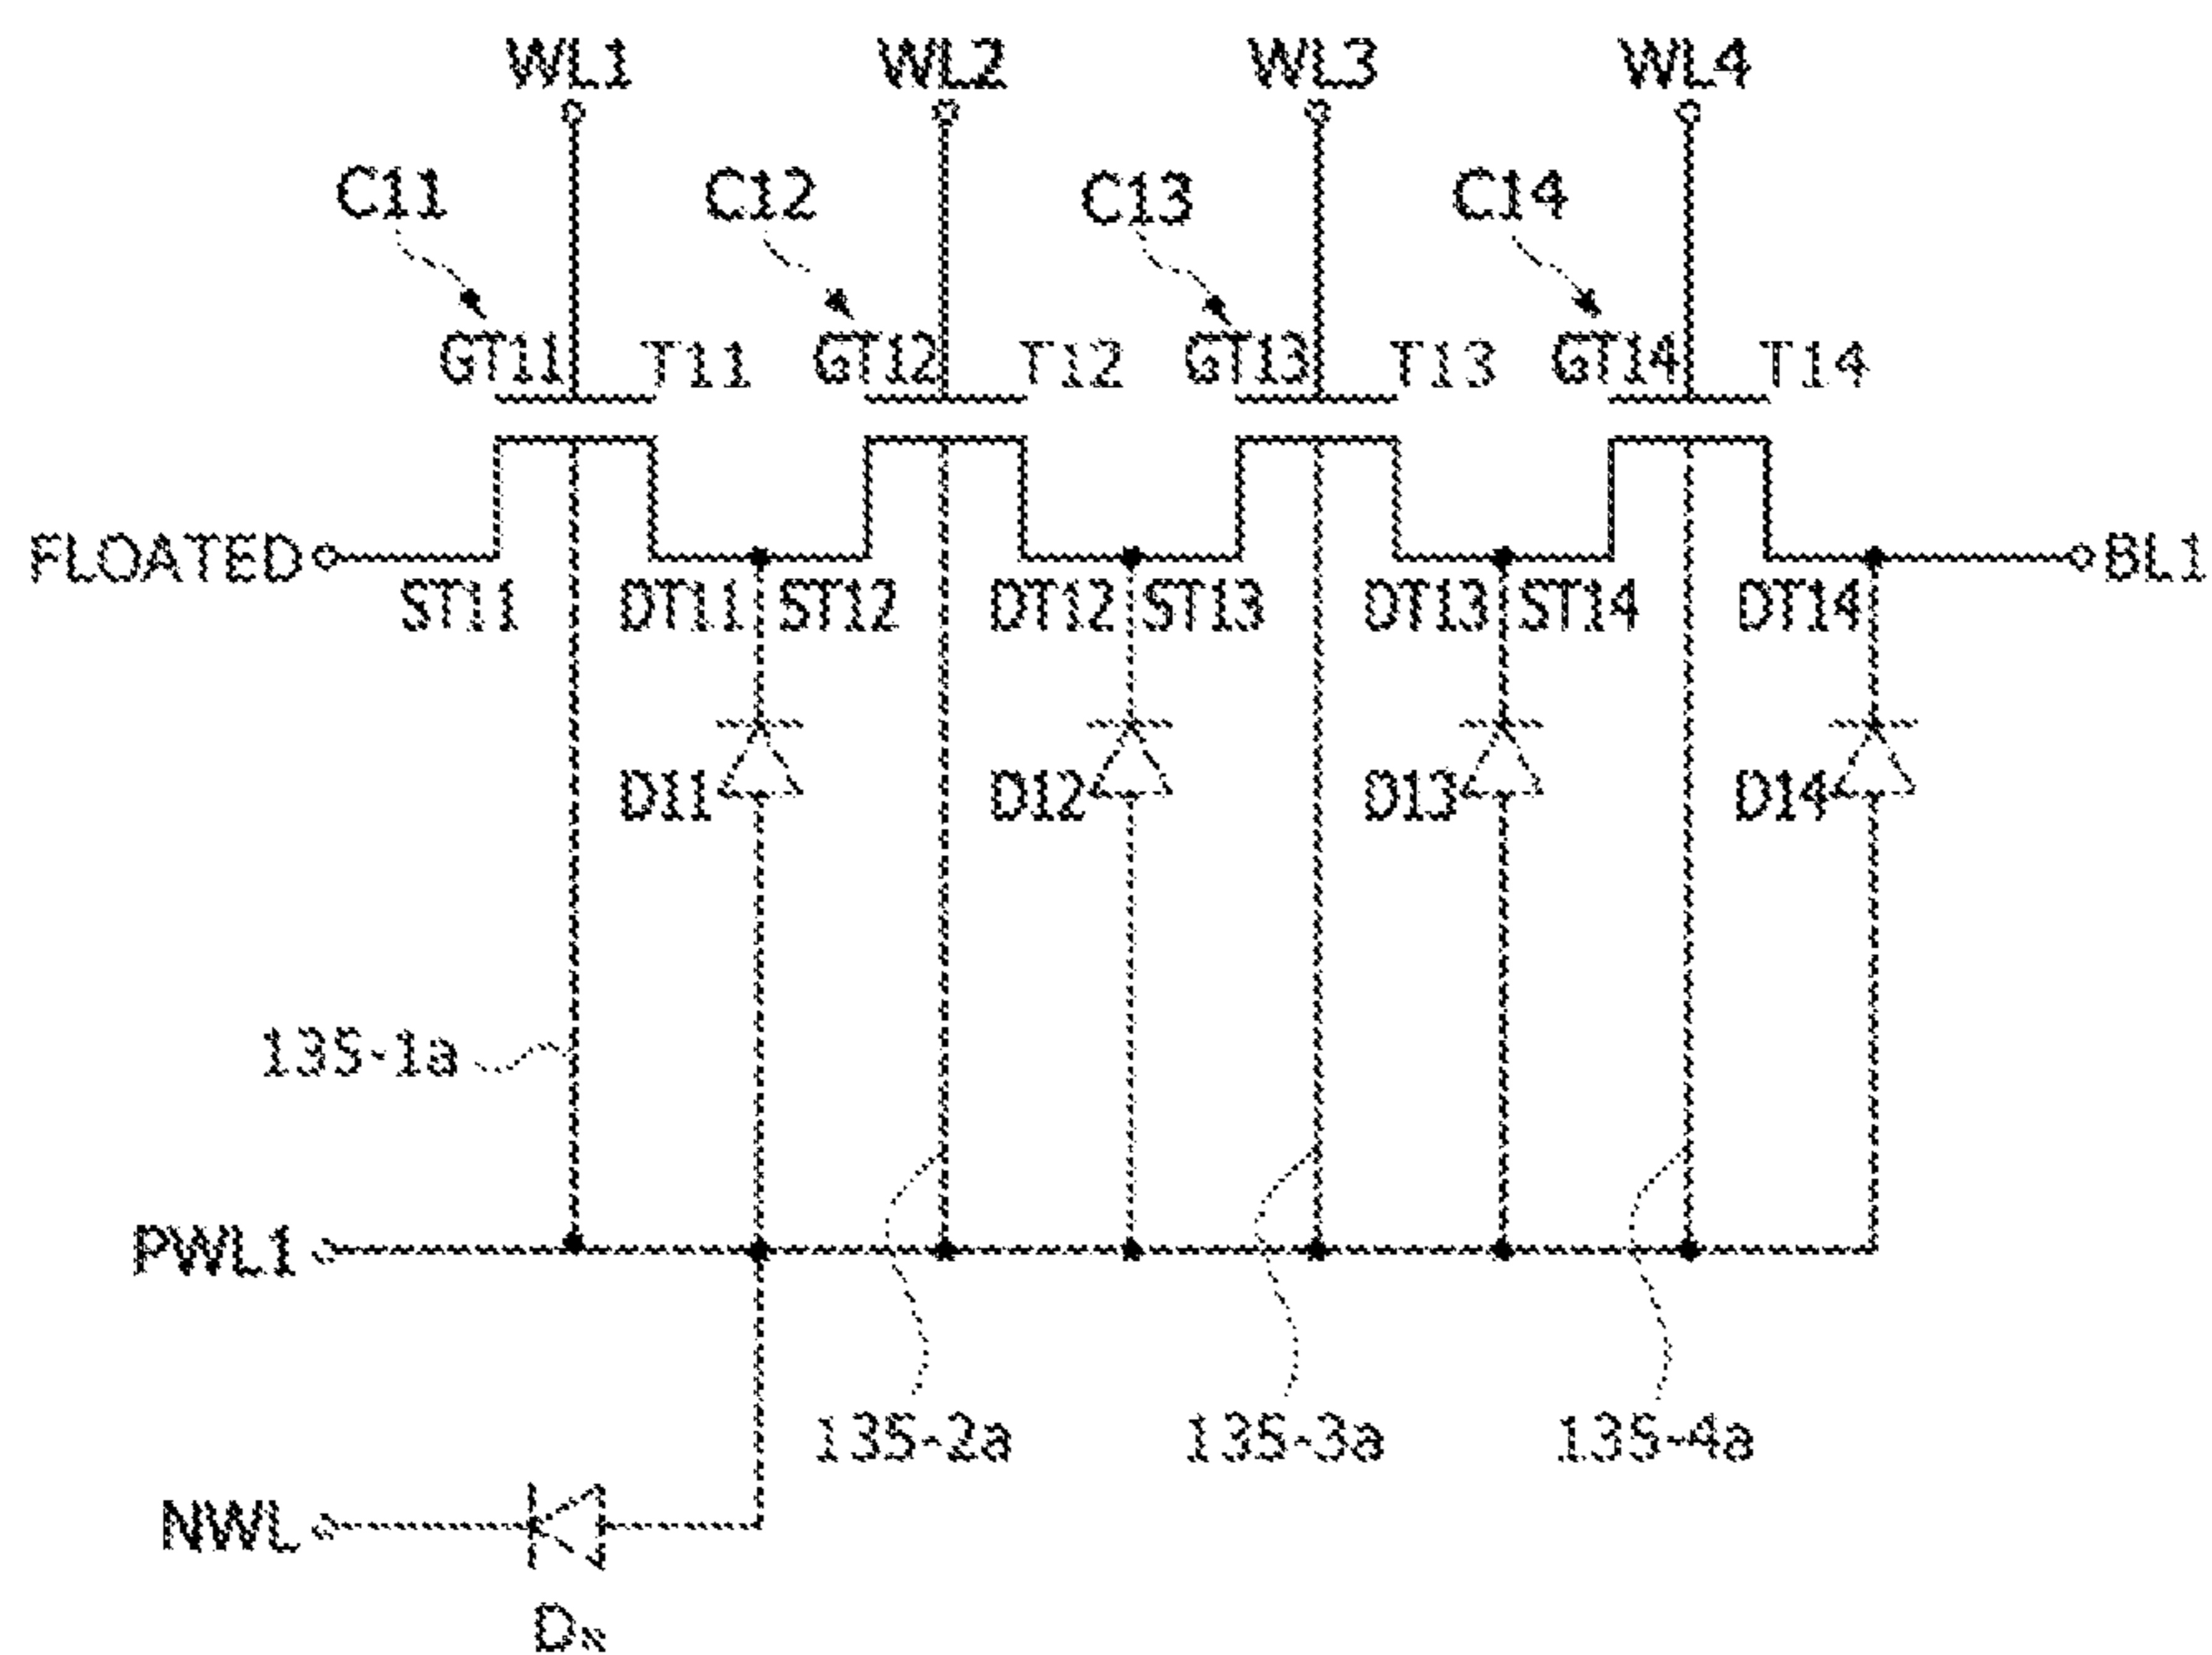 WL1 WL2 WL3 WL4
C11 C12 C13 C14
GT11 T11 GT12 T12 GT13 T13 GT14 T14
FLOATED BL1
ST11 DT11 ST12 DT12 ST13 DT13 ST14 DT14
D11 D12 D13 D14
135-1a
PWL1
135-2a 135-3a 135-4a
NWL